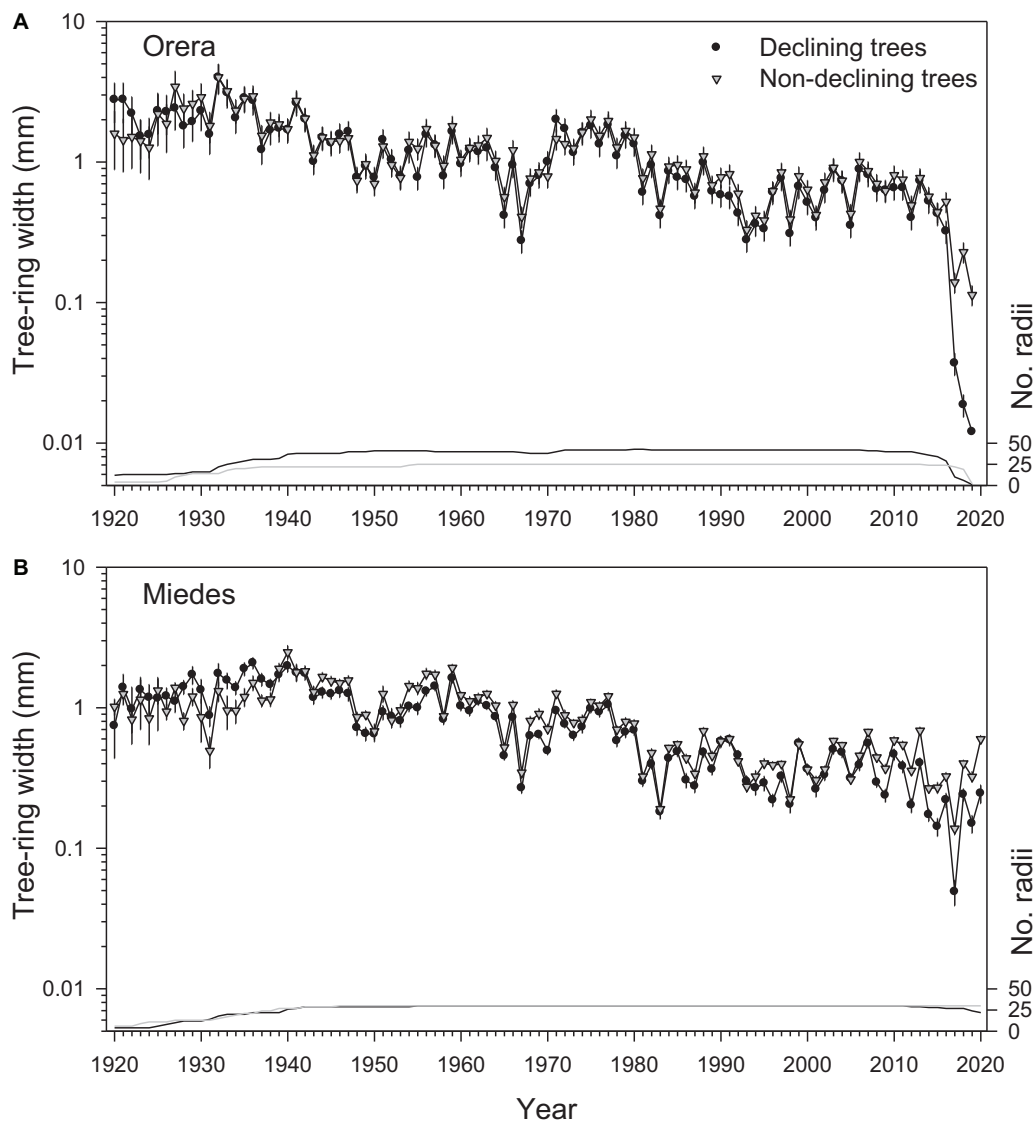 A
Orera
Declining trees
Non-declining trees
Tree-ring width (mm)
10
1
0.1
0.01
No. radii
50
25
0
1920 1930 1940 1950 1960 1970 1980 1990 2000 2010 2020
B
Miedes
Tree-ring width (mm)
10
1
0.1
0.01
No. radii
50
25
0
1920 1930 1940 1950 1960 1970 1980 1990 2000 2010 2020
Year